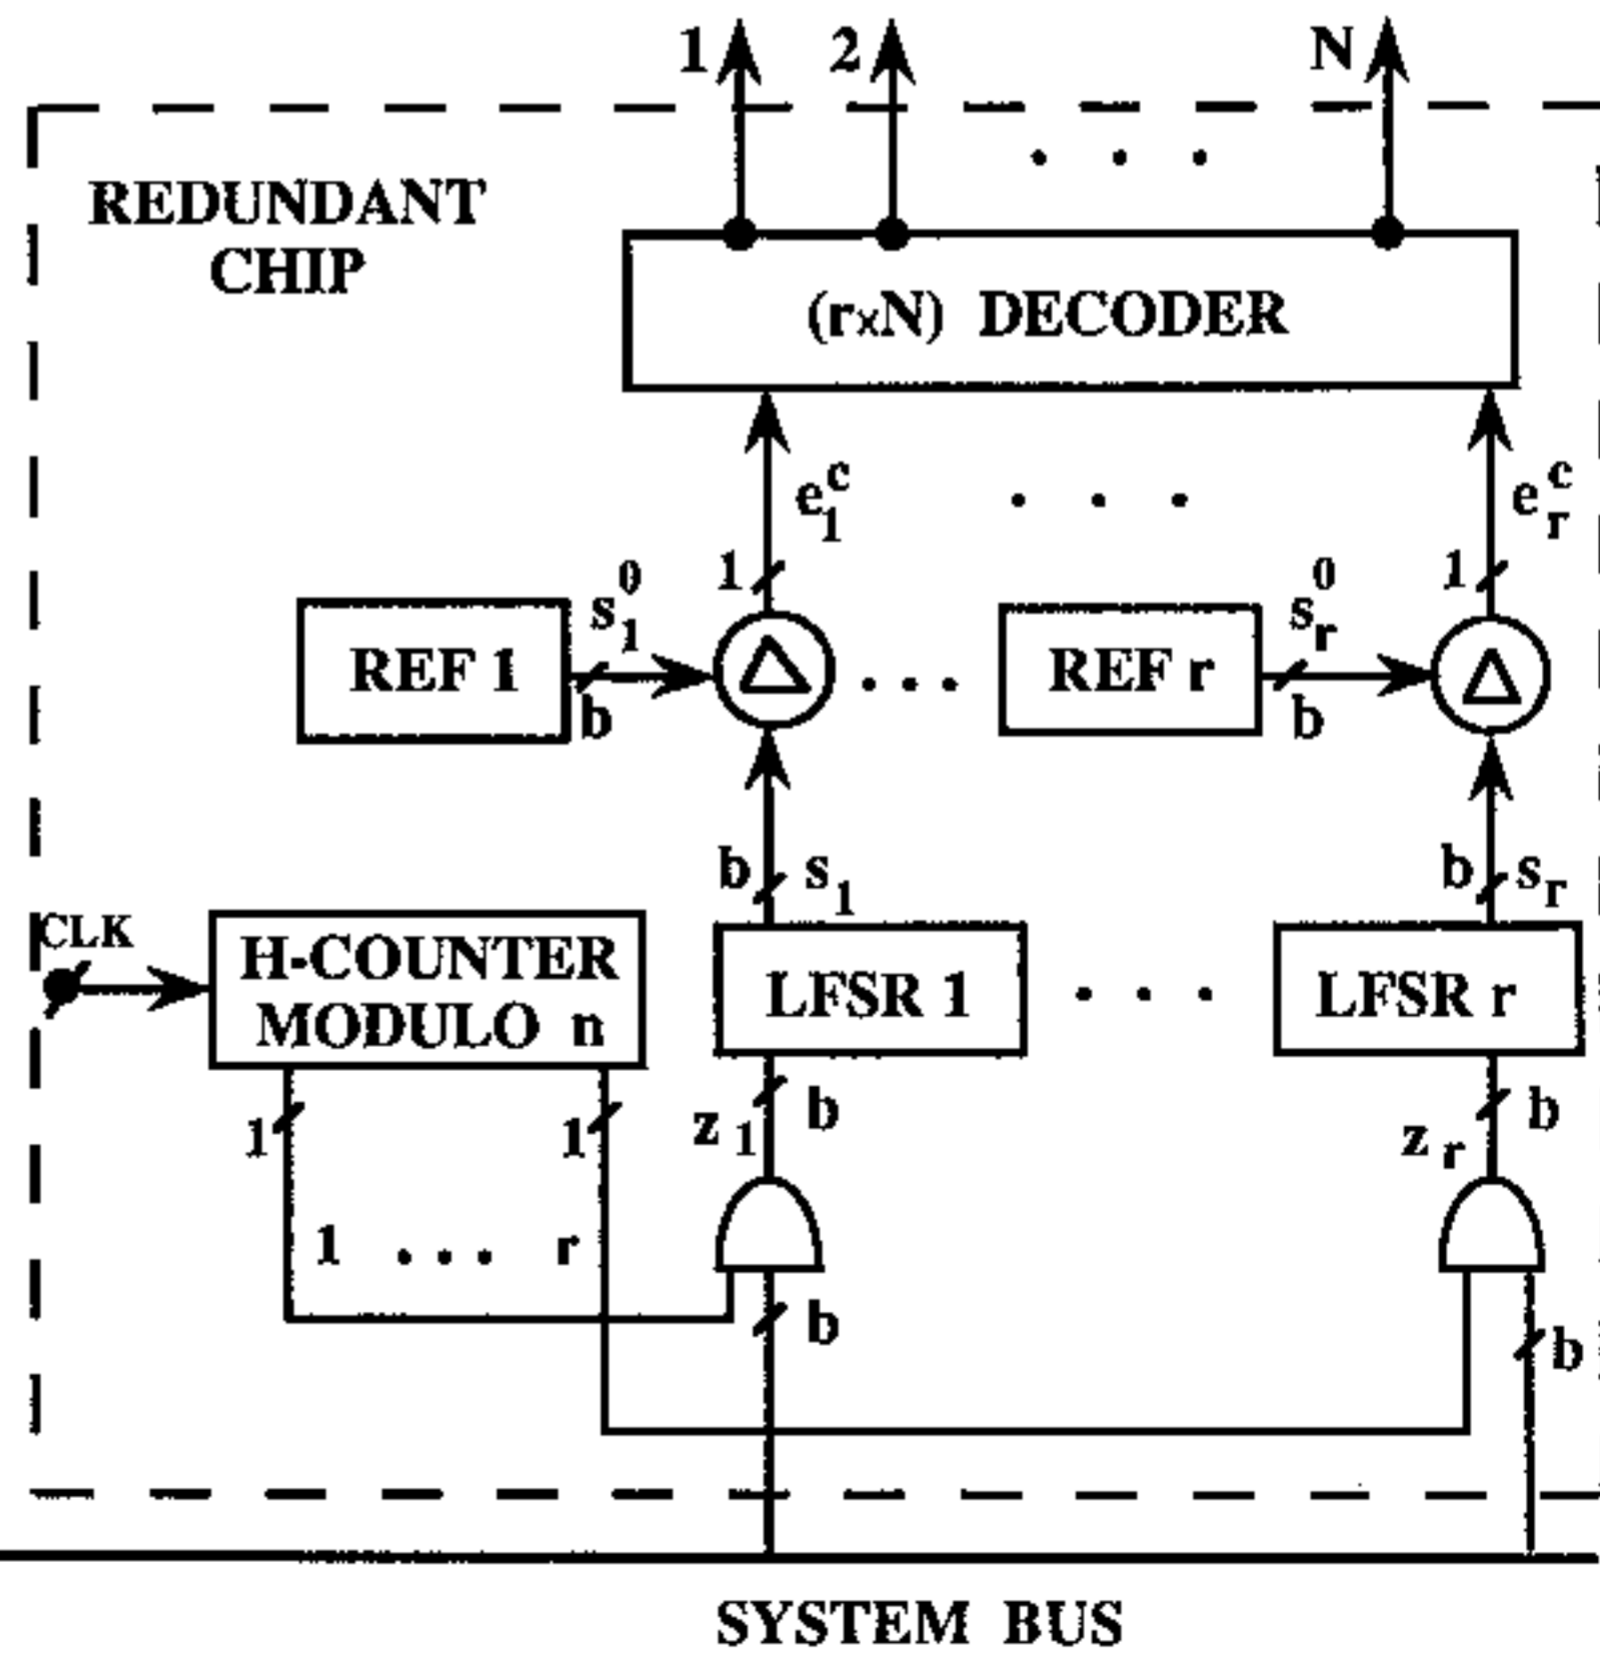 1 2 N
. . .
REDUNDANT
CHIP
(r×N) DECODER
e₁ᶜ . . . eᵣᶜ
1 1
s₁⁰ sᵣ⁰
REF 1 △ . . . REF r △
b b
b s₁ b sᵣ
CLK
H-COUNTER
MODULO n
LFSR 1 . . . LFSR r
1 1 z₁ b zᵣ b
1 . . . r
b b
SYSTEM BUS